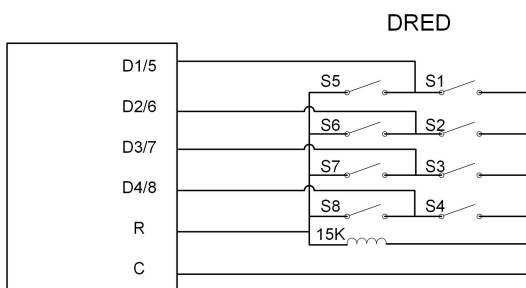 DRED
D1/5
S5 S1
D2/6
S6 S2
D3/7
S7 S3
D4/8
S8 S4
R
15K
C